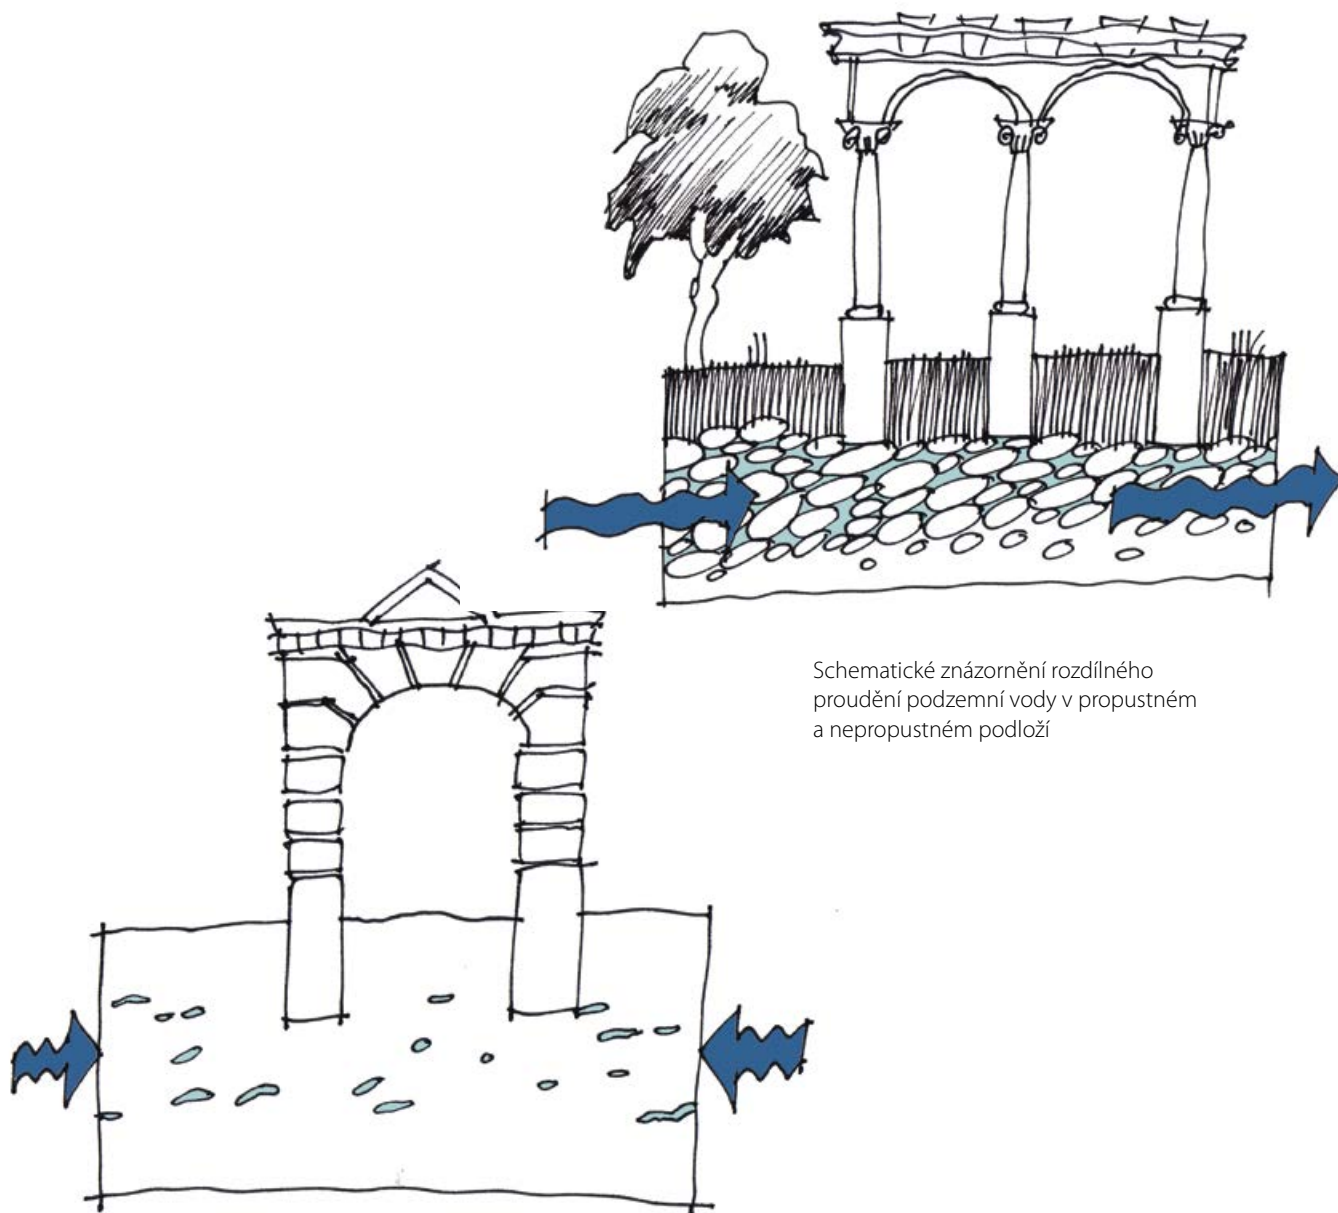 Schematické znázornění rozdílného
proudění podzemní vody v propustném
a nepropustném podloží